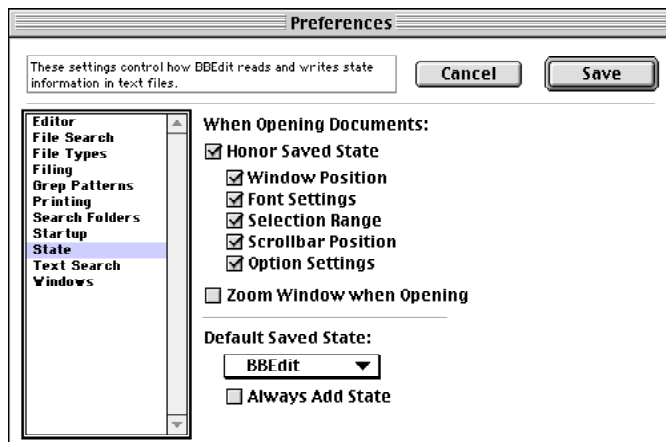 Preferences
These settings control how BBEdit reads and writes state
information in text files.
Cancel
Save
Editor
File Search
File Types
Filing
Grep Patterns
Printing
Search Folders
Startup
State
Text Search
Windows
When Opening Documents:
Honor Saved State
Window Position
Font Settings
Selection Range
Scrollbar Position
Option Settings
Zoom Window when Opening
Default Saved State:
BBEdit
Always Add State